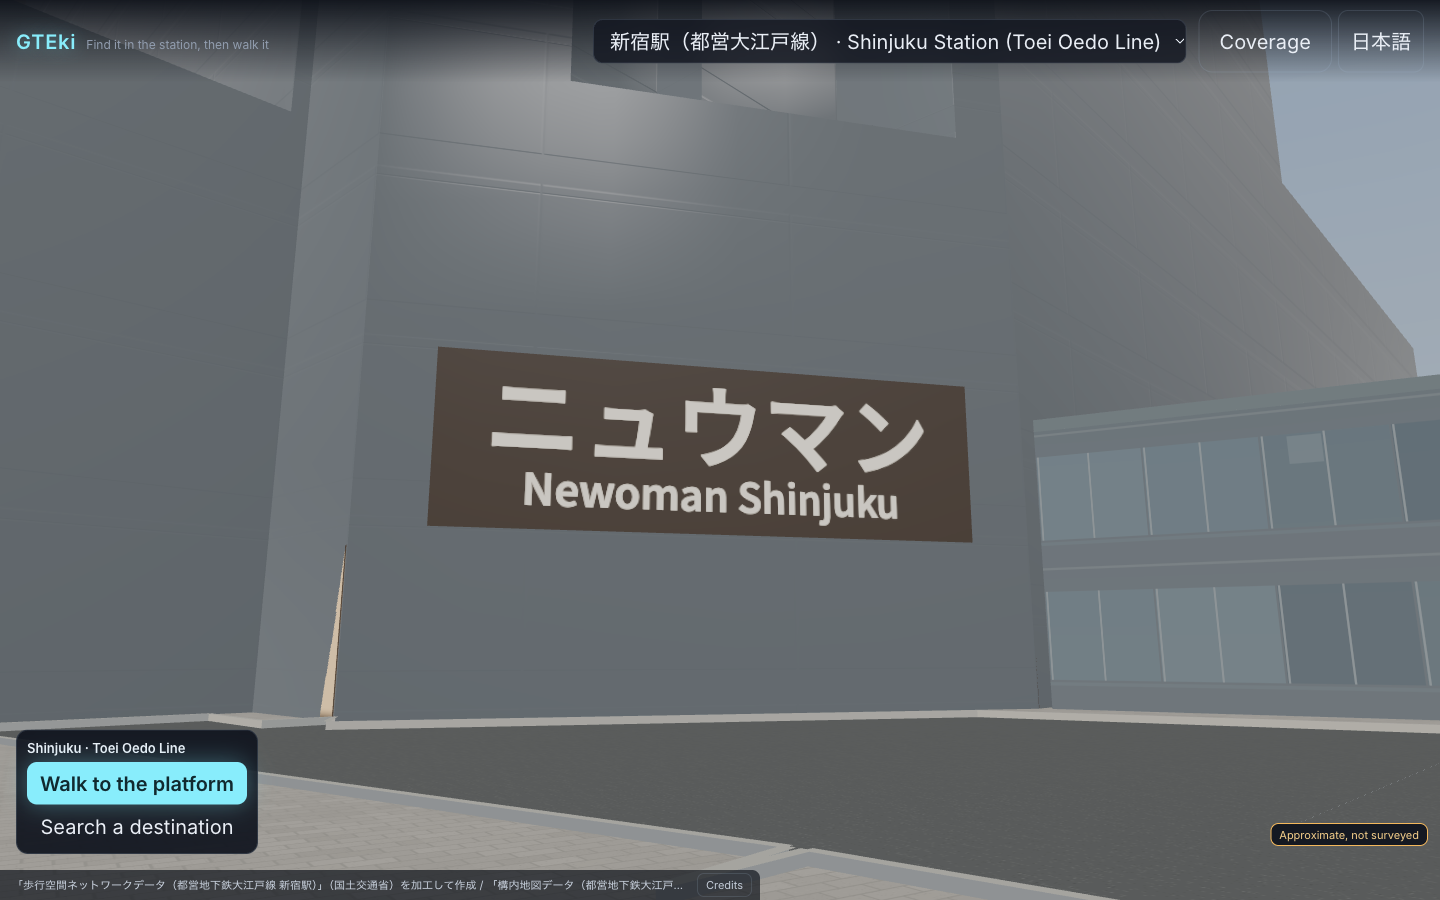 GTEki Find it in the station, then walk it
新宿駅（都営大江戸線） · Shinjuku Station (Toei Oedo Line)
Coverage
日本語
ニュウマン
Newoman Shinjuku
Shinjuku · Toei Oedo Line
Walk to the platform
Search a destination
Approximate, not surveyed
「歩行空間ネットワークデータ（都営地下鉄大江戸線 新宿駅）」（国土交通省）を加工して作成 / 「構内地図データ（都営地下鉄大江戸...
Credits